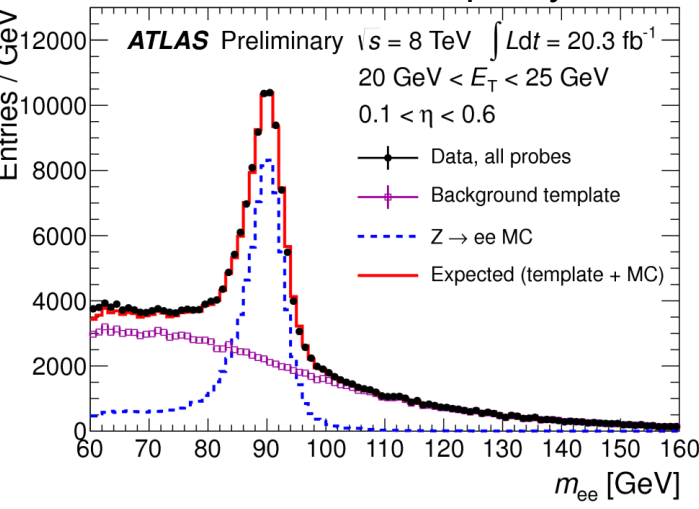 Entries / GeV
12000
10000
8000
6000
4000
2000
0
ATLAS Preliminary √s = 8 TeV ∫Ldt = 20.3 fb⁻¹
20 GeV < E_T < 25 GeV
0.1 < η < 0.6
Data, all probes
Background template
Z → ee MC
Expected (template + MC)
60 70 80 90 100 110 120 130 140 150 160
m_ee [GeV]